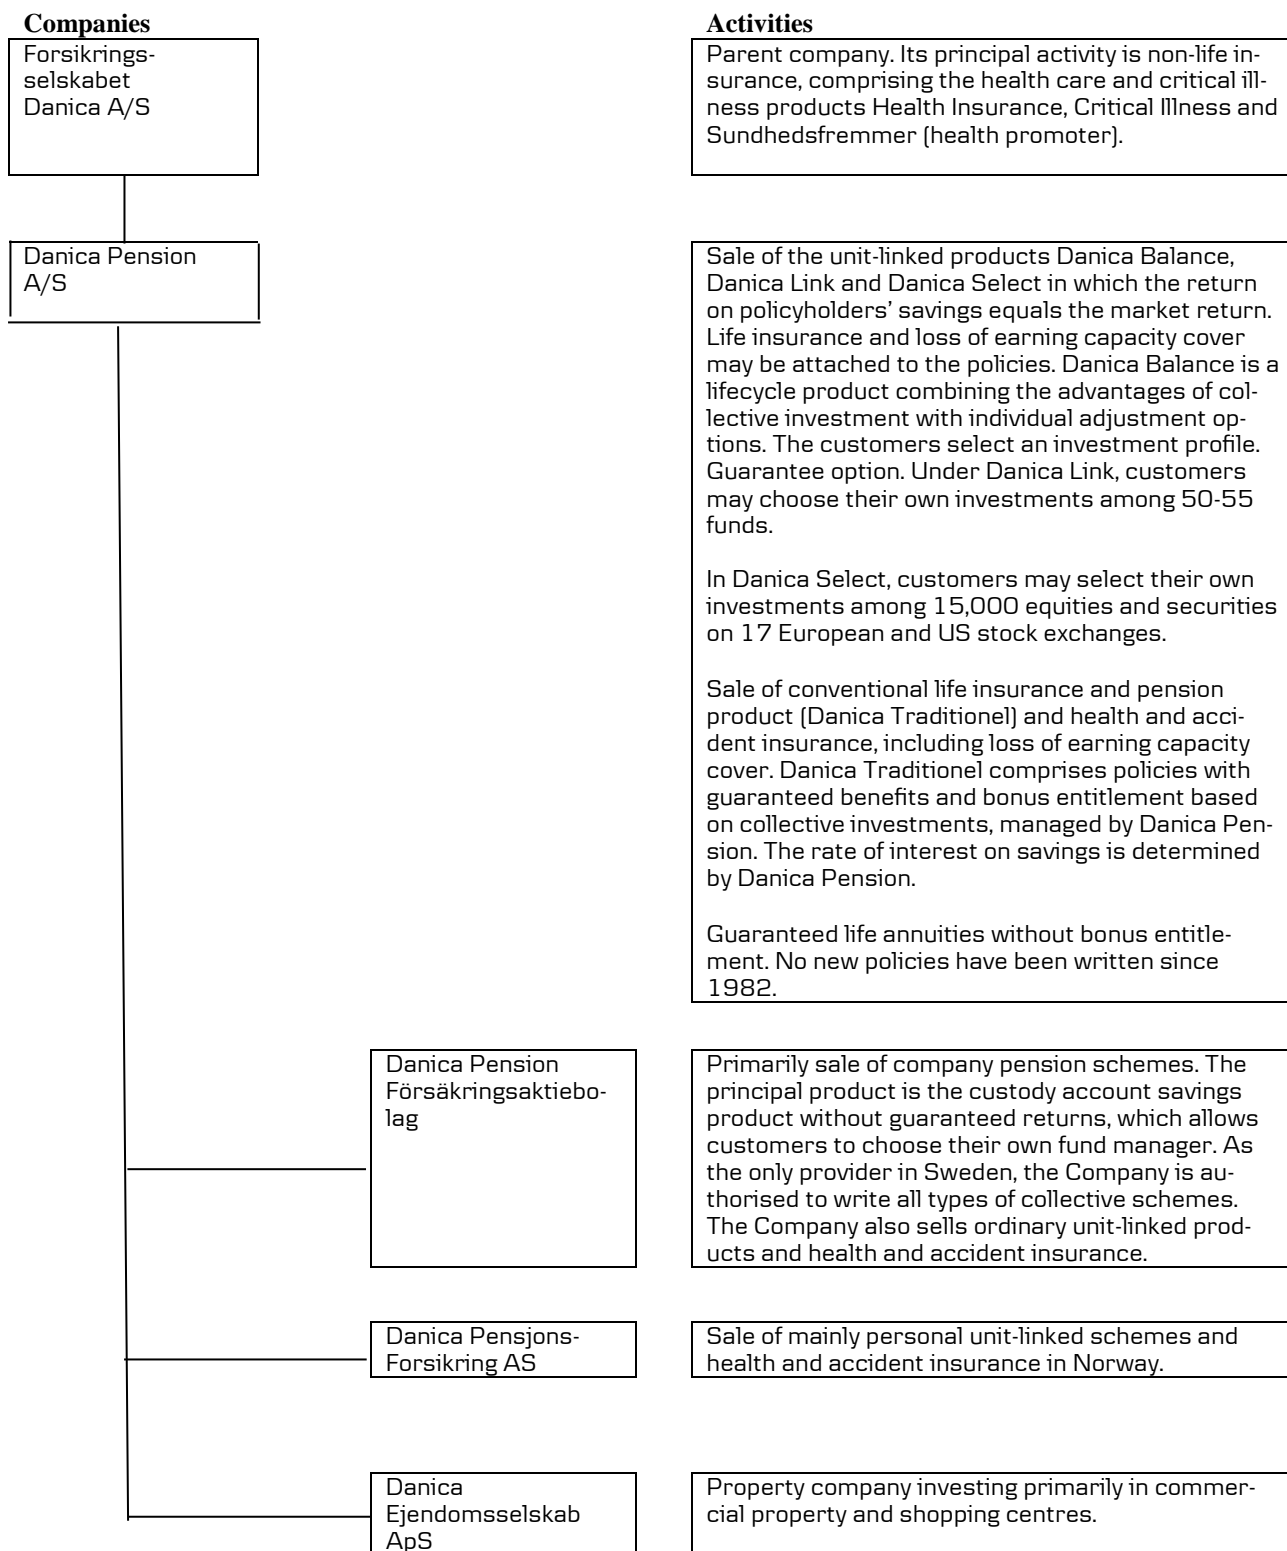 Companies
Activities
Forsikrings-
selskabet
Danica A/S
Parent company. Its principal activity is non-life in-
surance, comprising the health care and critical ill-
ness products Health Insurance, Critical Illness and
Sundhedsfremmer (health promoter).
Danica Pension
A/S
Sale of the unit-linked products Danica Balance,
Danica Link and Danica Select in which the return
on policyholders’ savings equals the market return.
Life insurance and loss of earning capacity cover
may be attached to the policies. Danica Balance is a
lifecycle product combining the advantages of col-
lective investment with individual adjustment op-
tions. The customers select an investment profile.
Guarantee option. Under Danica Link, customers
may choose their own investments among 50-55
funds.
In Danica Select, customers may select their own
investments among 15,000 equities and securities
on 17 European and US stock exchanges.
Sale of conventional life insurance and pension
product (Danica Traditionel) and health and acci-
dent insurance, including loss of earning capacity
cover. Danica Traditionel comprises policies with
guaranteed benefits and bonus entitlement based
on collective investments, managed by Danica Pen-
sion. The rate of interest on savings is determined
by Danica Pension.
Guaranteed life annuities without bonus entitle-
ment. No new policies have been written since
1982.
Danica Pension
Försäkringsaktiebo-
lag
Primarily sale of company pension schemes. The
principal product is the custody account savings
product without guaranteed returns, which allows
customers to choose their own fund manager. As
the only provider in Sweden, the Company is au-
thorised to write all types of collective schemes.
The Company also sells ordinary unit-linked prod-
ucts and health and accident insurance.
Danica Pensjons-
Forsikring AS
Sale of mainly personal unit-linked schemes and
health and accident insurance in Norway.
Danica
Ejendomsselskab
ApS
Property company investing primarily in commer-
cial property and shopping centres.